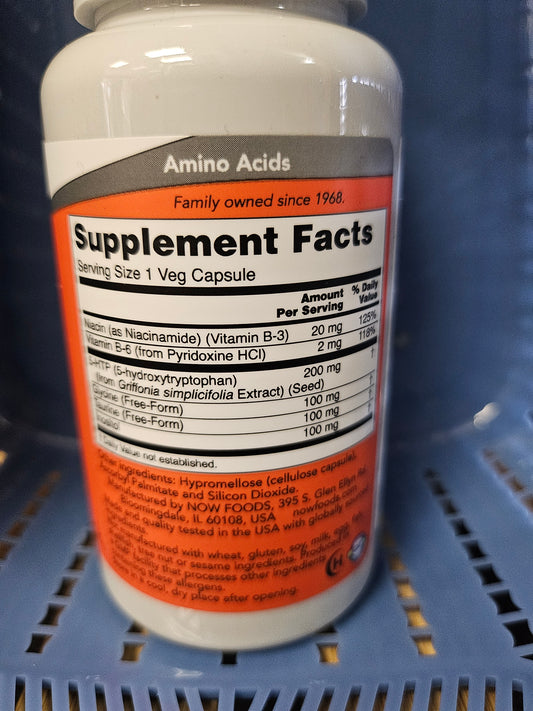 Amino Acids
Family owned since 1968.
Supplement Facts
Serving Size 1 Veg Capsule
Amount Per Serving
% Daily Value
Niacin (as Niacinamide) (Vitamin B-3) 20 mg 125%
Vitamin B-6 (from Pyridoxine HCl) 2 mg 118%
5-HTP (5-hydroxytryptophan) 200 mg †
(from Griffonia simplicifolia Extract) (Seed)
Glycine (Free-Form) 100 mg †
Taurine (Free-Form) 100 mg †
Inositol 100 mg †
† Daily Value not established.
Other ingredients: Hypromellose (cellulose capsule),
Ascorbyl Palmitate and Silicon Dioxide.
Manufactured by NOW FOODS, 395 S. Glen Ellyn Rd.
Bloomingdale, IL 60108, USA nowfoods.com
Made and quality tested in the USA with globally
ingredients
manufactured with wheat, gluten, soy, milk, egg, fish,
tree nut or sesame ingredients. Produced in
facility that processes other ingredients
these allergens.
in a cool, dry place after opening.